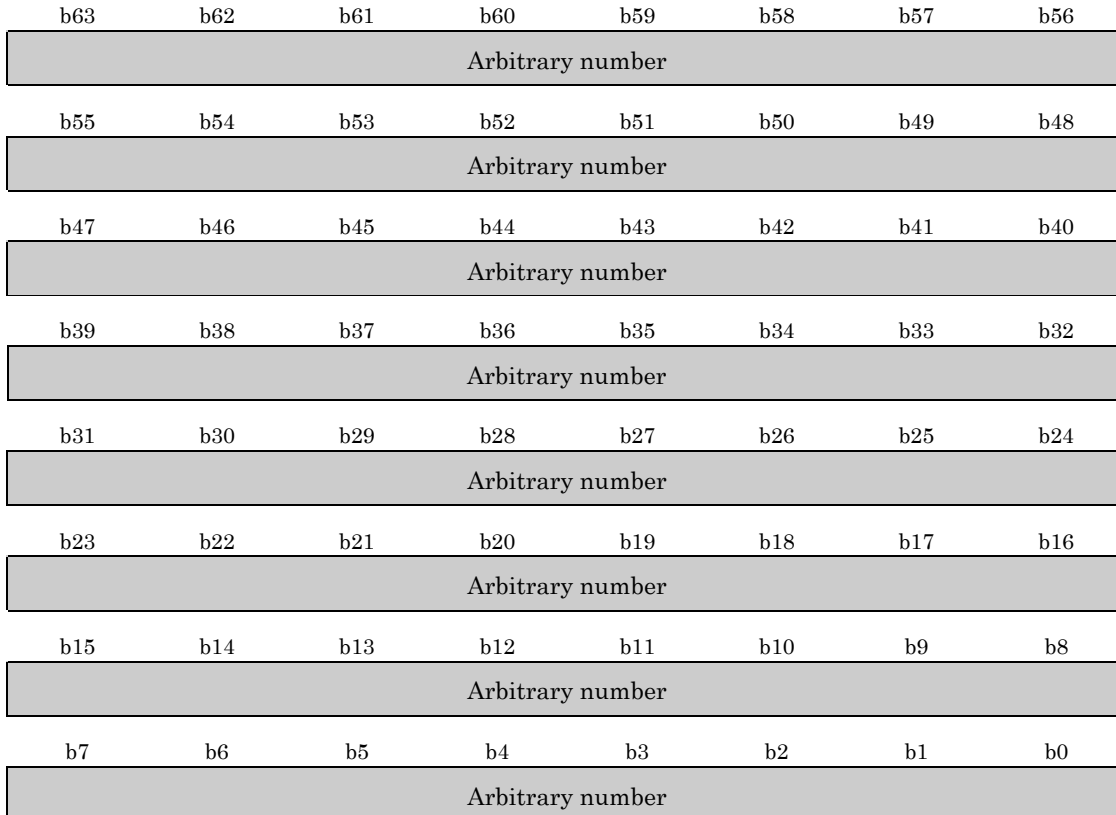 b63 b62 b61 b60 b59 b58 b57 b56
Arbitrary number
b55 b54 b53 b52 b51 b50 b49 b48
Arbitrary number
b47 b46 b45 b44 b43 b42 b41 b40
Arbitrary number
b39 b38 b37 b36 b35 b34 b33 b32
Arbitrary number
b31 b30 b29 b28 b27 b26 b25 b24
Arbitrary number
b23 b22 b21 b20 b19 b18 b17 b16
Arbitrary number
b15 b14 b13 b12 b11 b10 b9 b8
Arbitrary number
b7 b6 b5 b4 b3 b2 b1 b0
Arbitrary number